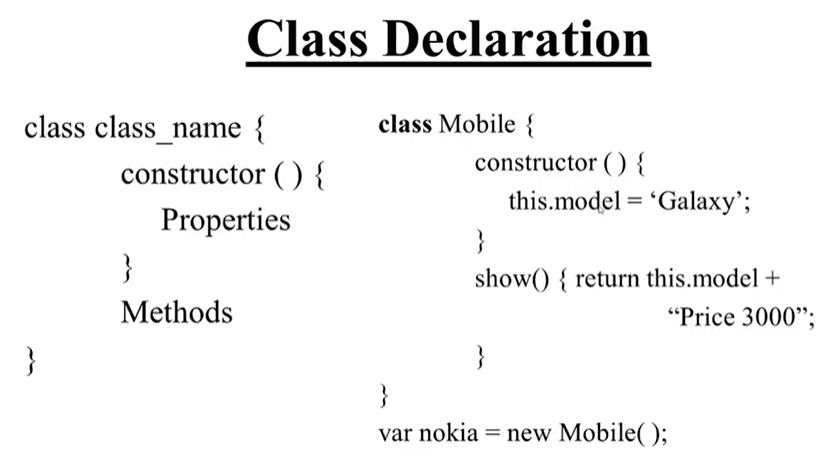 Class Declaration
class class_name {
constructor ( ) {
Properties
}
Methods
}
class Mobile {
constructor ( ) {
this.model = ‘Galaxy’;
}
show() { return this.model +
“Price 3000”;
}
}
var nokia = new Mobile( );